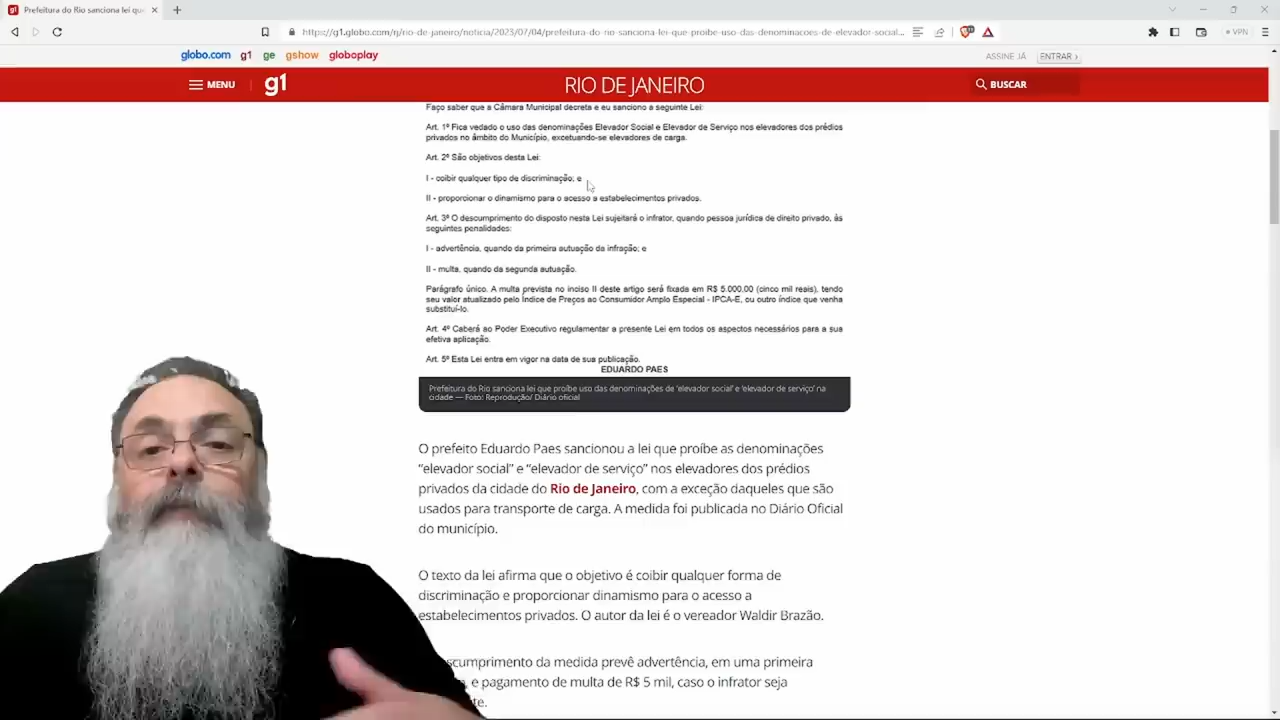 Prefeitura do Rio sanciona lei que
https://g1.globo.com/rj/rio-de-janeiro/noticia/2023/07/04/prefeitura-do-rio-sanciona-lei-que-proibe-uso-das-denominacoes-de-elevador-social...
VPN
globo.com g1 ge gshow globoplay
ASSINE JÁ ENTRAR ›
MENU g1 RIO DE JANEIRO BUSCAR
Faço saber que a Câmara Municipal decreta e eu sanciono a seguinte Lei:
Art. 1º Fica vedado o uso das denominações Elevador Social e Elevador de Serviço nos elevadores dos prédios
privados no âmbito do Município, excetuando-se elevadores de carga.
Art. 2º São objetivos desta Lei:
I - coibir qualquer tipo de discriminação; e
II - proporcionar o dinamismo para o acesso a estabelecimentos privados.
Art. 3º O descumprimento do disposto nesta Lei sujeitará o infrator, quando pessoa jurídica de direito privado, às
seguintes penalidades:
I - advertência, quando da primeira autuação da infração; e
II - multa, quando da segunda autuação.
Parágrafo único. A multa prevista no inciso II deste artigo será fixada em R$ 5.000,00 (cinco mil reais), tendo
seu valor atualizado pelo Índice de Preços ao Consumidor Amplo Especial - IPCA-E, ou outro índice que venha
substituí-lo.
Art. 4º Caberá ao Poder Executivo regulamentar a presente Lei em todos os aspectos necessários para a sua
efetiva aplicação.
Art. 5º Esta Lei entra em vigor na data de sua publicação.
EDUARDO PAES
Prefeitura do Rio sanciona lei que proíbe uso das denominações de 'elevador social' e 'elevador de serviço' na
cidade — Foto: Reprodução/ Diário oficial
O prefeito Eduardo Paes sancionou a lei que proíbe as denominações
“elevador social” e “elevador de serviço” nos elevadores dos prédios
privados da cidade do Rio de Janeiro, com a exceção daqueles que são
usados para transporte de carga. A medida foi publicada no Diário Oficial
do município.
O texto da lei afirma que o objetivo é coibir qualquer forma de
discriminação e proporcionar dinamismo para o acesso a
estabelecimentos privados. O autor da lei é o vereador Waldir Brazão.
scumprimento da medida prevê advertência, em uma primeira
, e pagamento de multa de R$ 5 mil, caso o infrator seja